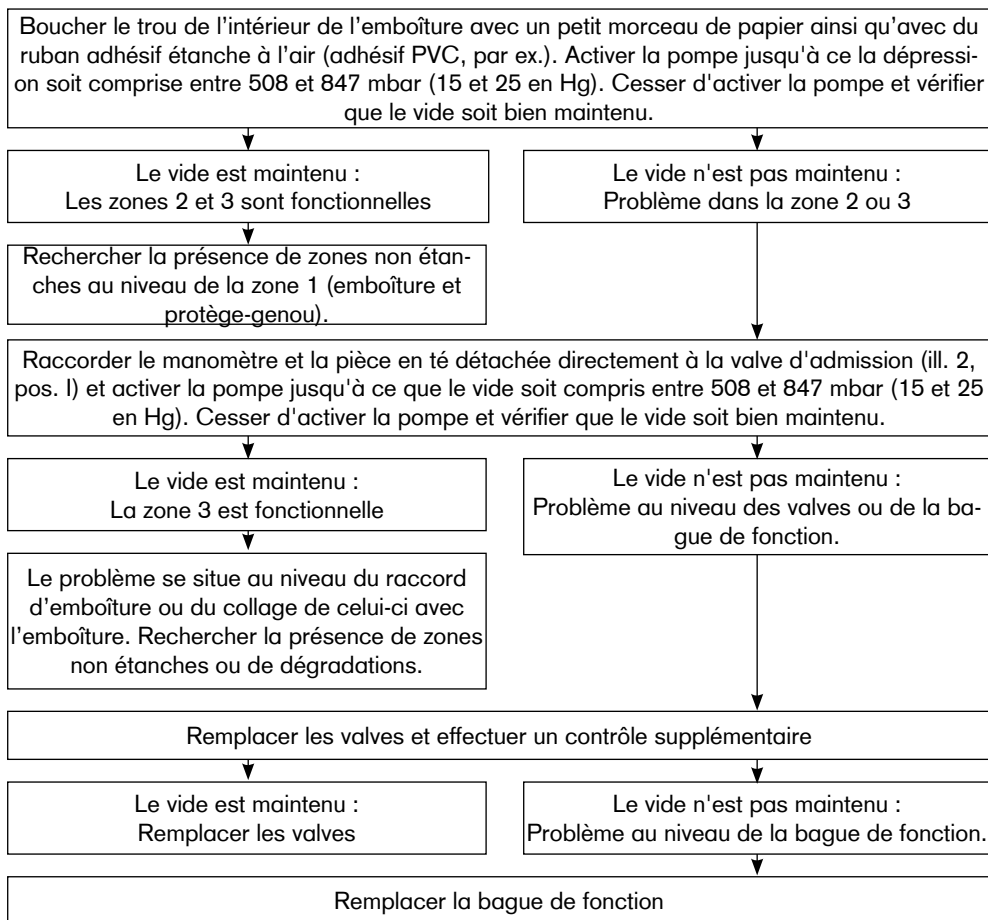 Boucher le trou de l'intérieur de l'emboîture avec un petit morceau de papier ainsi qu'avec du
ruban adhésif étanche à l'air (adhésif PVC, par ex.). Activer la pompe jusqu'à ce la dépressi-
on soit comprise entre 508 et 847 mbar (15 et 25 en Hg). Cesser d'activer la pompe et vérifier
que le vide soit bien maintenu.
Le vide est maintenu :
Les zones 2 et 3 sont fonctionnelles
Le vide n'est pas maintenu :
Problème dans la zone 2 ou 3
Rechercher la présence de zones non étan-
ches au niveau de la zone 1 (emboîture et
protège-genou).
Raccorder le manomètre et la pièce en té détachée directement à la valve d'admission (ill. 2,
pos. I) et activer la pompe jusqu'à ce que le vide soit compris entre 508 et 847 mbar (15 et 25
en Hg). Cesser d'activer la pompe et vérifier que le vide soit bien maintenu.
Le vide est maintenu :
La zone 3 est fonctionnelle
Le vide n'est pas maintenu :
Problème au niveau des valves ou de la ba-
gue de fonction.
Le problème se situe au niveau du raccord
d'emboîture ou du collage de celui-ci avec
l'emboîture. Rechercher la présence de zones
non étanches ou de dégradations.
Remplacer les valves et effectuer un contrôle supplémentaire
Le vide est maintenu :
Remplacer les valves
Le vide n'est pas maintenu :
Problème au niveau de la bague de fonction.
Remplacer la bague de fonction